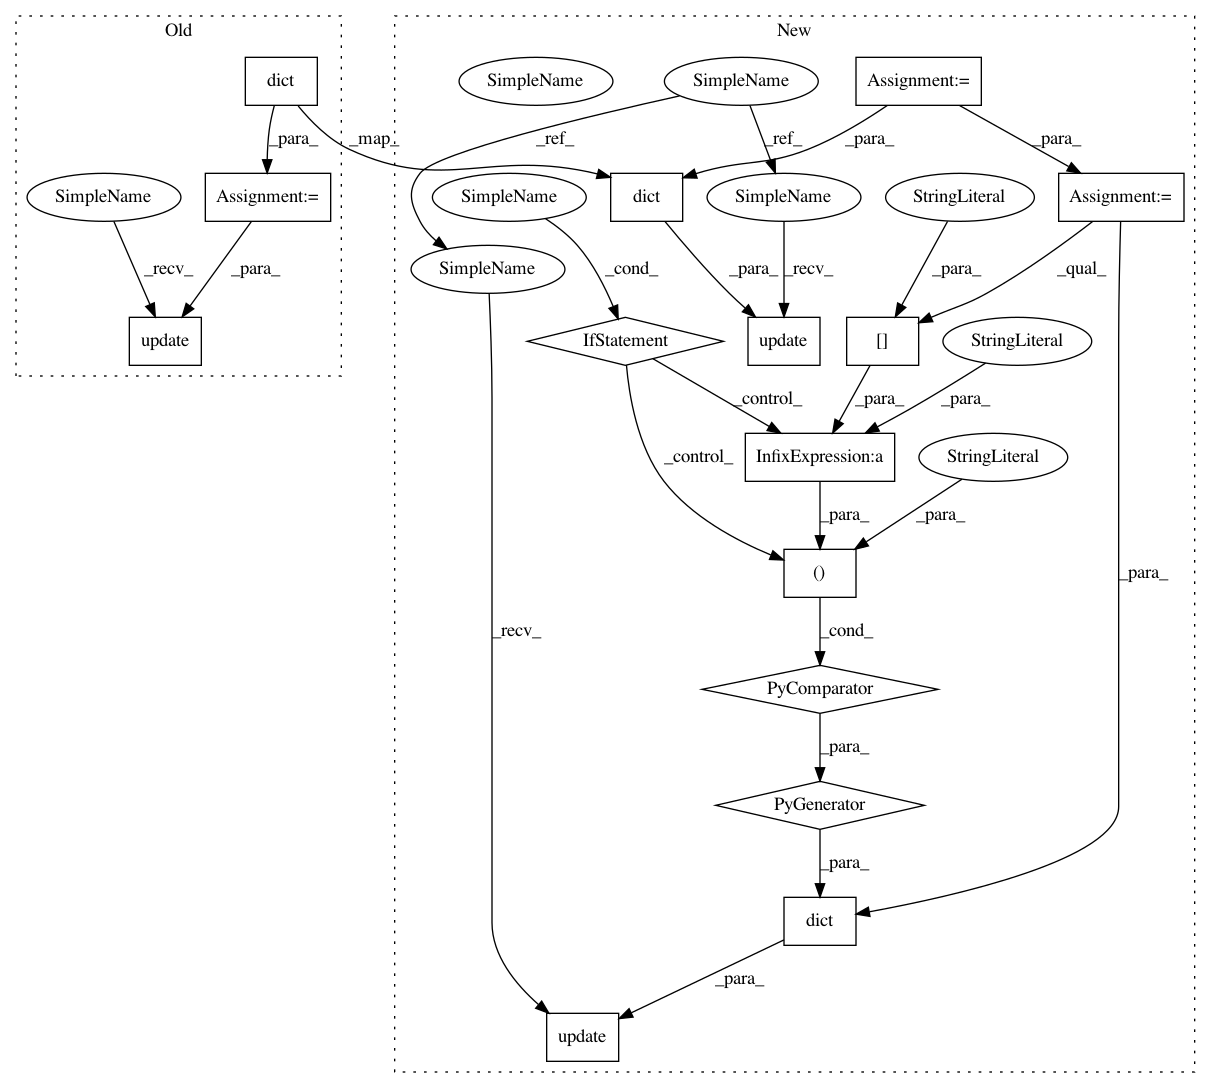 Old
New
dict
SimpleName
SimpleName
Assignment:=
_para_
_map_
_ref_
_ref_
_para_
_para_
SimpleName
Assignment:=
SimpleName
dict
SimpleName
StringLiteral
Assignment:=
_recv_
_para_
SimpleName
_cond_
_para_
_recv_
_para_
_qual_
update
IfStatement
update
[]
StringLiteral
_control_
_para_
_para_
_control_
InfixExpression:a
StringLiteral
_para_
_para_
()
_para_
_recv_
_cond_
PyComparator
_para_
PyGenerator
_para_
dict
_para_
update